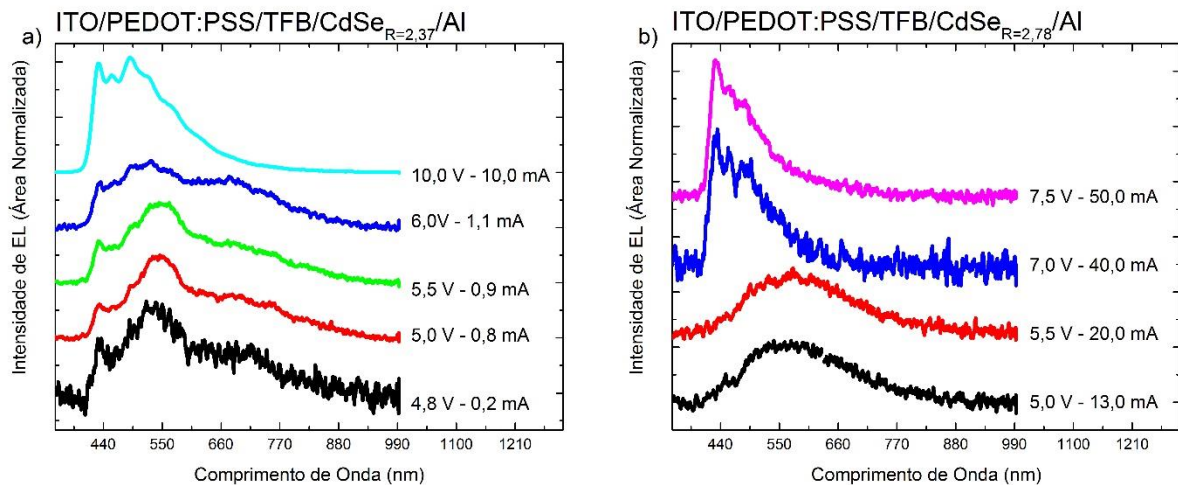 ITO/PEDOT:PSS/TFB/CdSe R=2,37/Al
a)
Intensidade de EL (Área Normalizada)
10,0 V - 10,0 mA
6,0V - 1,1 mA
5,5 V - 0,9 mA
5,0 V - 0,8 mA
4,8 V - 0,2 mA
440 550 660 770 880 990 1100 1210
Comprimento de Onda (nm)
ITO/PEDOT:PSS/TFB/CdSe R=2,78/Al
b)
Intensidade de EL (Área Normalizada)
7,5 V - 50,0 mA
7,0 V - 40,0 mA
5,5 V - 20,0 mA
5,0 V - 13,0 mA
440 550 660 770 880 990 1100 1210
Comprimento de Onda (nm)